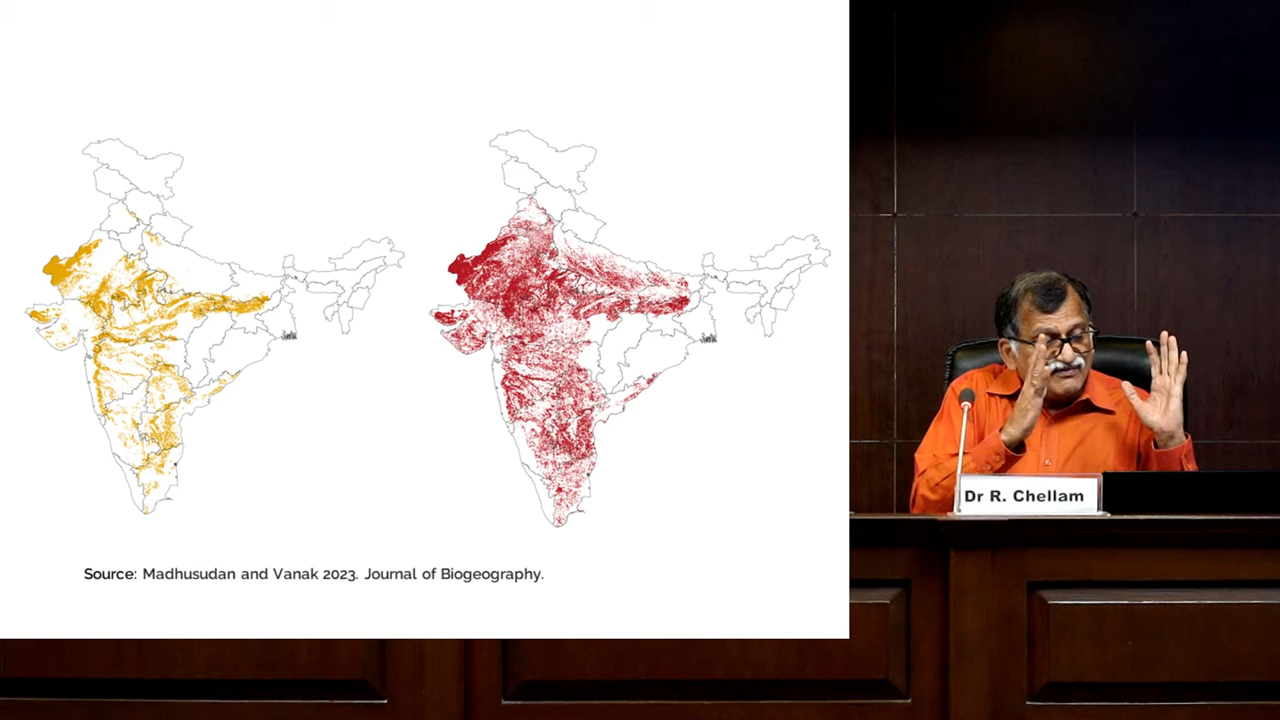 Source: Madhusudan and Vanak 2023. Journal of Biogeography.
Dr R. Chellam